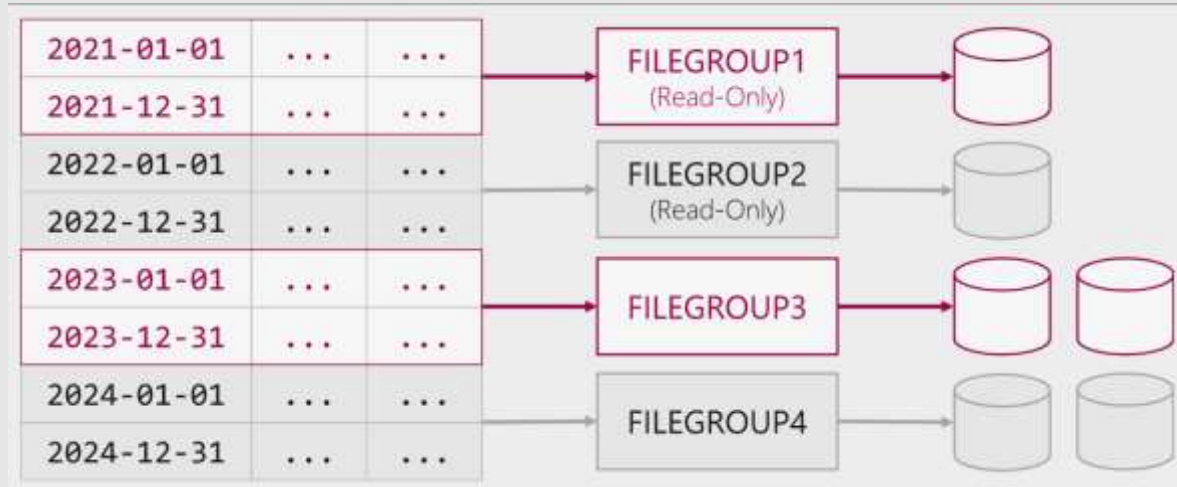 2021-01-01 ... ...
2021-12-31 ... ...
FILEGROUP1
(Read-Only)
2022-01-01 ... ...
2022-12-31 ... ...
FILEGROUP2
(Read-Only)
2023-01-01 ... ...
2023-12-31 ... ...
FILEGROUP3
2024-01-01 ... ...
2024-12-31 ... ...
FILEGROUP4